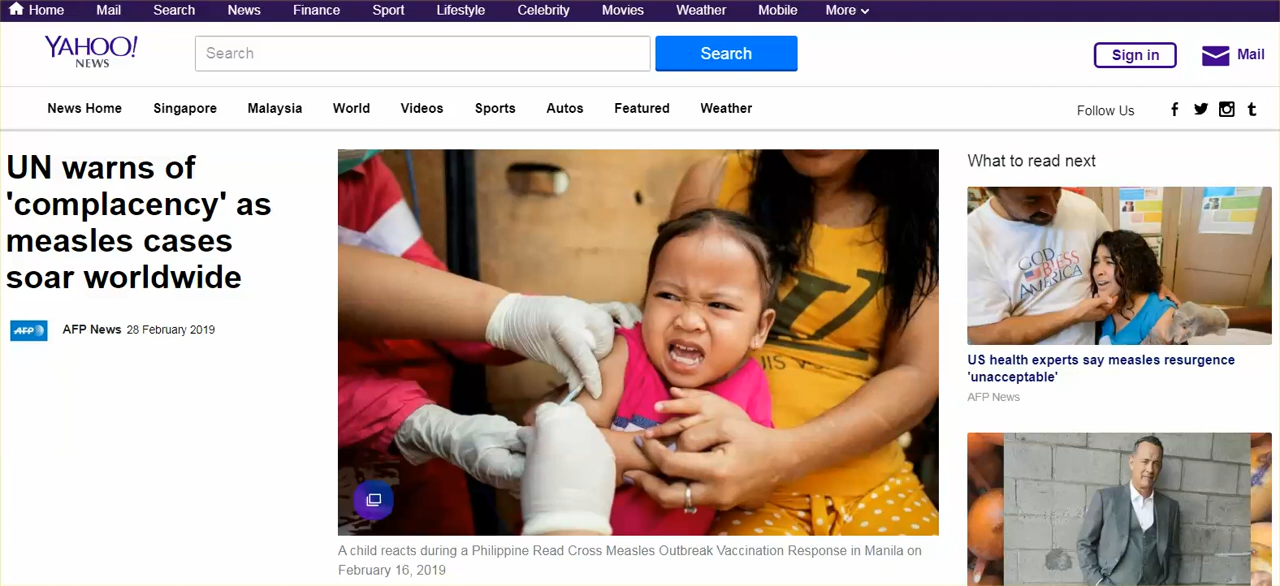 Home Mail Search News Finance Sport Lifestyle Celebrity Movies Weather Mobile More
YAHOO!
NEWS
Search
Search
Sign in
Mail
News Home Singapore Malaysia World Videos Sports Autos Featured Weather
Follow Us
UN warns of
'complacency' as
measles cases
soar worldwide
AFP AFP News 28 February 2019
A child reacts during a Philippine Read Cross Measles Outbreak Vaccination Response in Manila on
February 16, 2019
What to read next
GOD
BLESS
AMERICA
US health experts say measles resurgence
'unacceptable'
AFP News